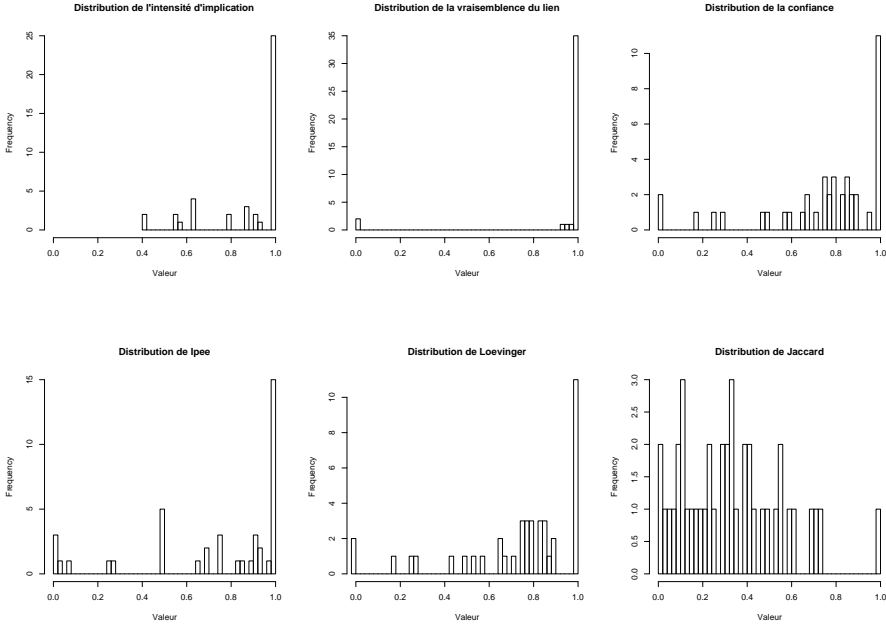 Distribution de l'intensité d'implication
Frequency
0 5 10 15 20 25
0.0 0.2 0.4 0.6 0.8 1.0
Valeur
Distribution de la vraisemblence du lien
Frequency
0 5 10 15 20 25 30 35
0.0 0.2 0.4 0.6 0.8 1.0
Valeur
Distribution de la confiance
Frequency
0 2 4 6 8 10
0.0 0.2 0.4 0.6 0.8 1.0
Valeur
Distribution de Ipee
Frequency
0 5 10 15
0.0 0.2 0.4 0.6 0.8 1.0
Valeur
Distribution de Loevinger
Frequency
0 2 4 6 8 10
0.0 0.2 0.4 0.6 0.8 1.0
Valeur
Distribution de Jaccard
Frequency
0.0 0.5 1.0 1.5 2.0 2.5 3.0
0.0 0.2 0.4 0.6 0.8 1.0
Valeur